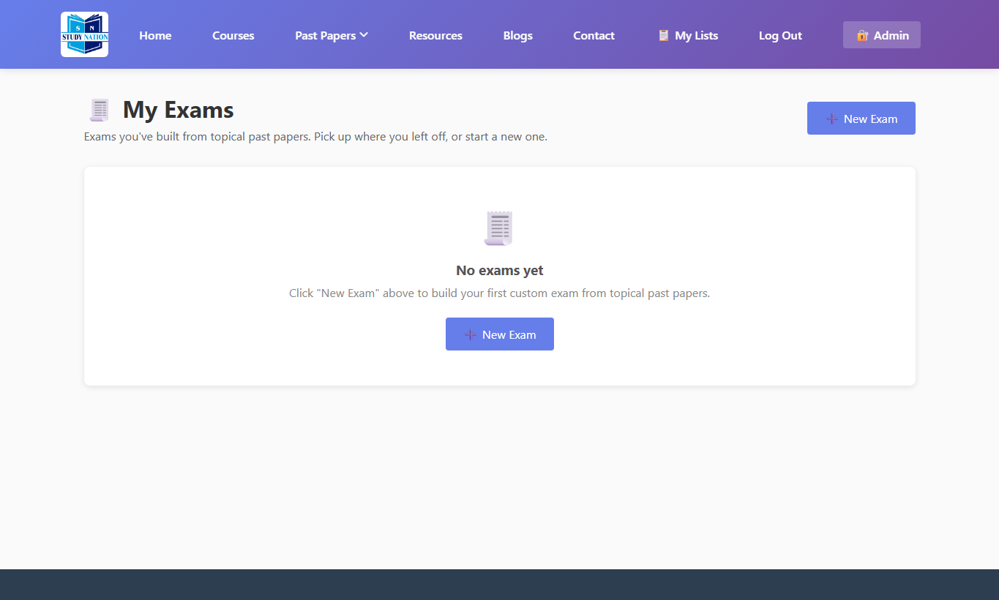 S N
STUDY NATION
Home
Courses
Past Papers
Resources
Blogs
Contact
My Lists
Log Out
Admin
My Exams
Exams you've built from topical past papers. Pick up where you left off, or start a new one.
New Exam
No exams yet
Click "New Exam" above to build your first custom exam from topical past papers.
New Exam